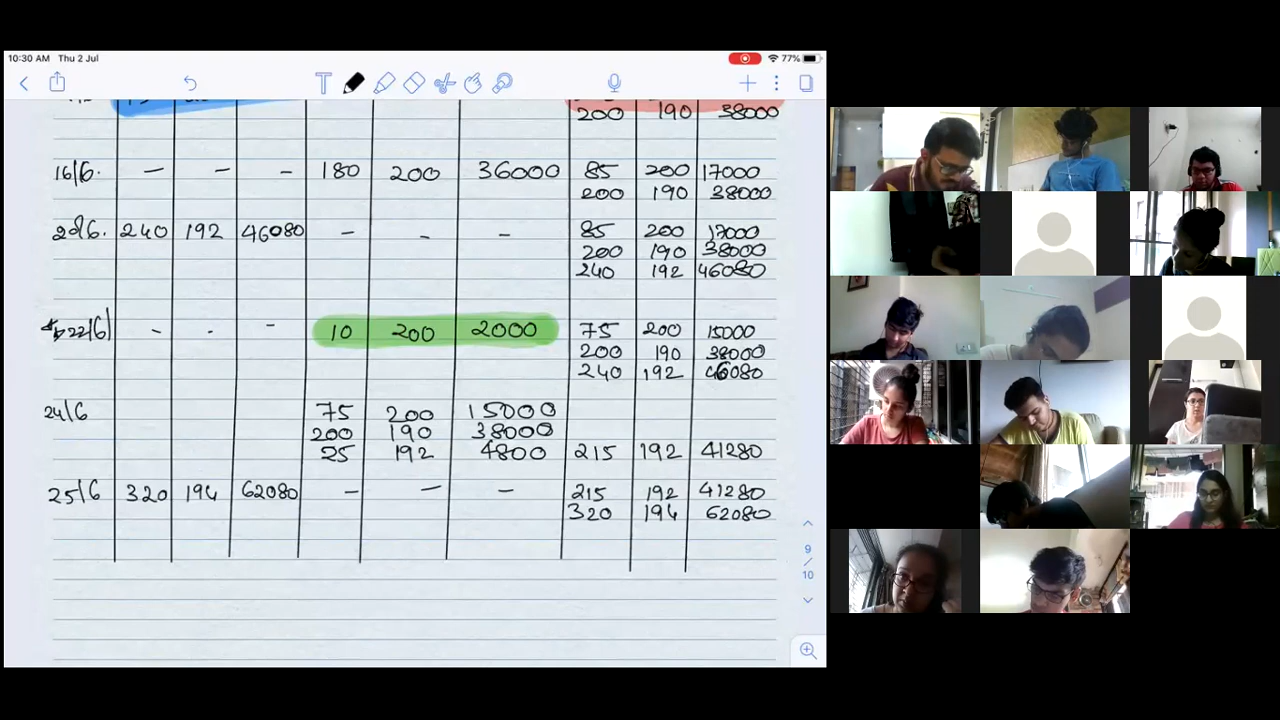 10:30 AM Thu 2 Jul
77%
T
200 190 38000
16/6. — — — 180 200 36000 85 200 17000
200 190 38000
22/6. 240 192 46080 — - — 85 200 17000
200 190 38000
240 192 46080
22/6 - . - 10 200 2000 75 200 15000
200 190 38000
240 192 46080
24/6 75 200 15000
200 190 38000
25 192 4800 215 192 41280
25/6 320 194 62080 — — — 215 192 41280
320 194 62080
9
/
10